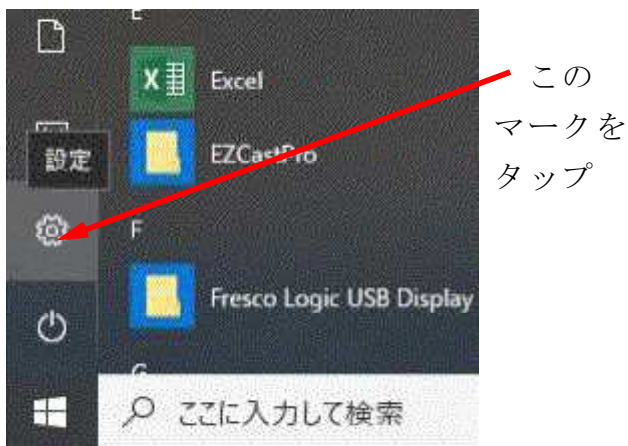 E
Excel
設定
EZCastPro
F
Fresco Logic USB Display
G
ここに入力して検索
この
マークを
タップ